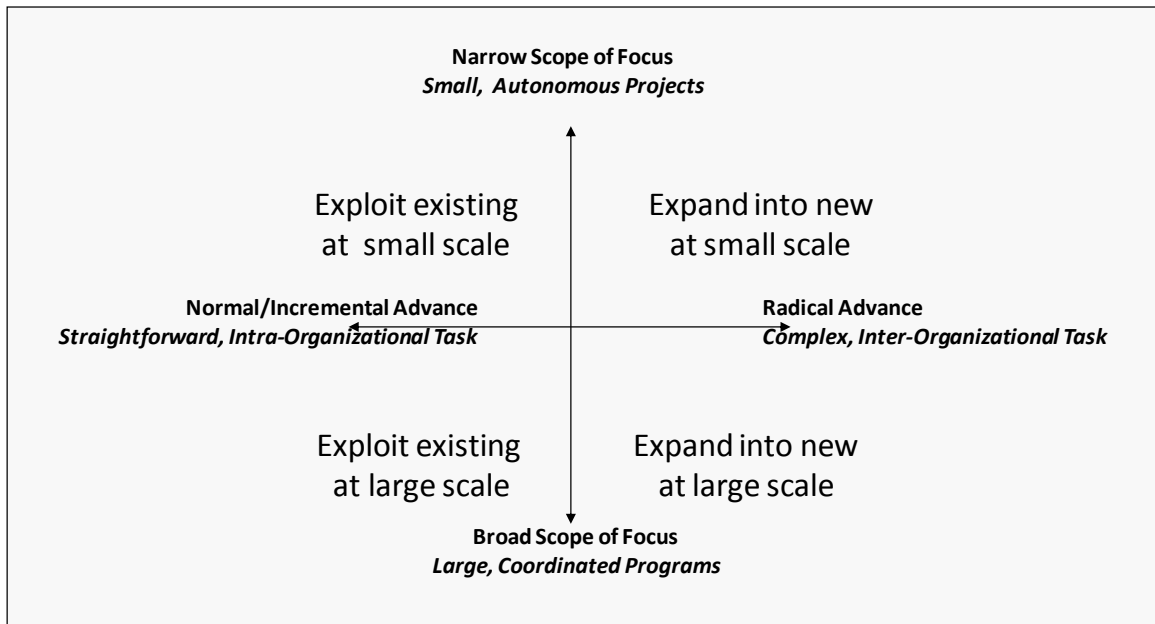 Narrow Scope of Focus
Small, Autonomous Projects
Exploit existing
at small scale
Expand into new
at small scale
Normal/Incremental Advance
Straightforward, Intra-Organizational Task
Radical Advance
Complex, Inter-Organizational Task
Exploit existing
at large scale
Expand into new
at large scale
Broad Scope of Focus
Large, Coordinated Programs